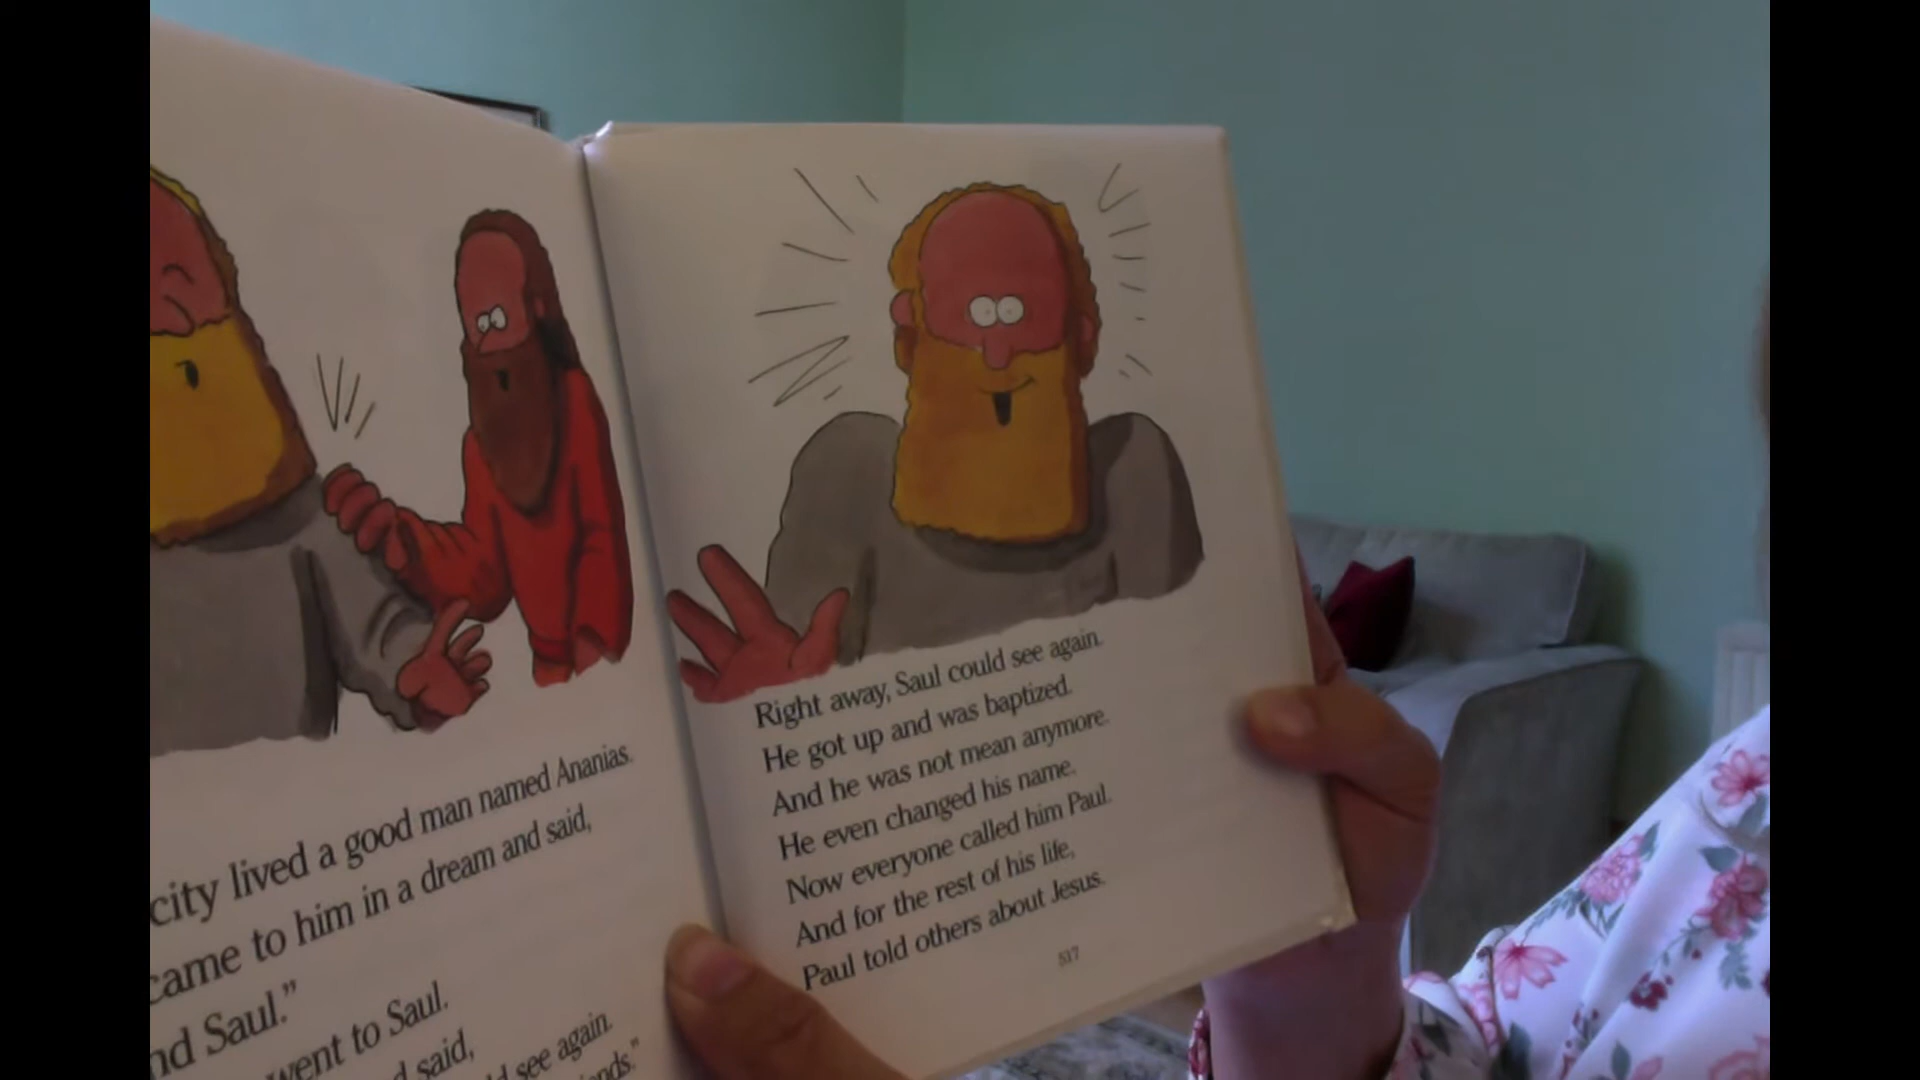 city lived a good man named Ananias.
came to him in a dream and said,
nd Saul."
went to Saul.
d said,
d see again.
nds."
Right away, Saul could see again.
He got up and was baptized.
And he was not mean anymore.
He even changed his name.
Now everyone called him Paul.
And for the rest of his life,
Paul told others about Jesus.
517